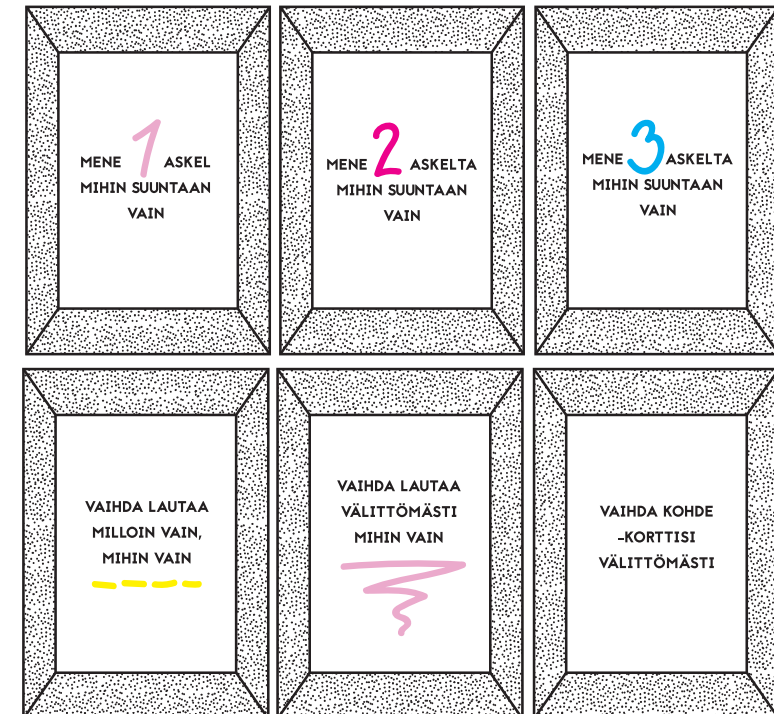 MENE 1 ASKEL
MIHIN SUUNTAAN
VAIN
MENE 2 ASKELTA
MIHIN SUUNTAAN
VAIN
MENE 3 ASKELTA
MIHIN SUUNTAAN
VAIN
VAIHDA LAUTAA
MILLOIN VAIN,
MIHIN VAIN
VAIHDA LAUTAA
VÄLITTÖMÄSTI
MIHIN VAIN
VAIHDA KOHDE
-KORTTISI
VÄLITTÖMÄSTI